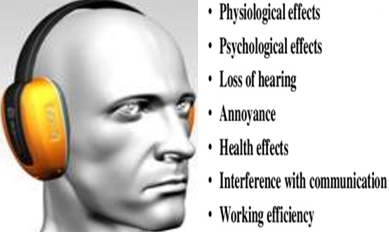 • Physiological effects
• Psychological effects
• Loss of hearing
• Annoyance
• Health effects
• Interference with communication
• Working efficiency